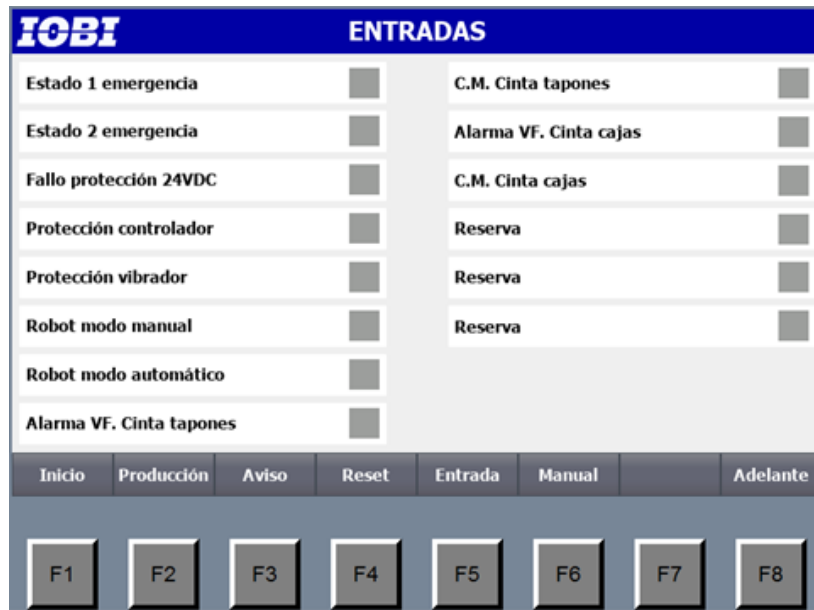 IOBI
ENTRADAS
Estado 1 emergencia
Estado 2 emergencia
Fallo protección 24VDC
Protección controlador
Protección vibrador
Robot modo manual
Robot modo automático
Alarma VF. Cinta tapones
C.M. Cinta tapones
Alarma VF. Cinta cajas
C.M. Cinta cajas
Reserva
Reserva
Reserva
Inicio Producción Aviso Reset Entrada Manual Adelante
F1 F2 F3 F4 F5 F6 F7 F8